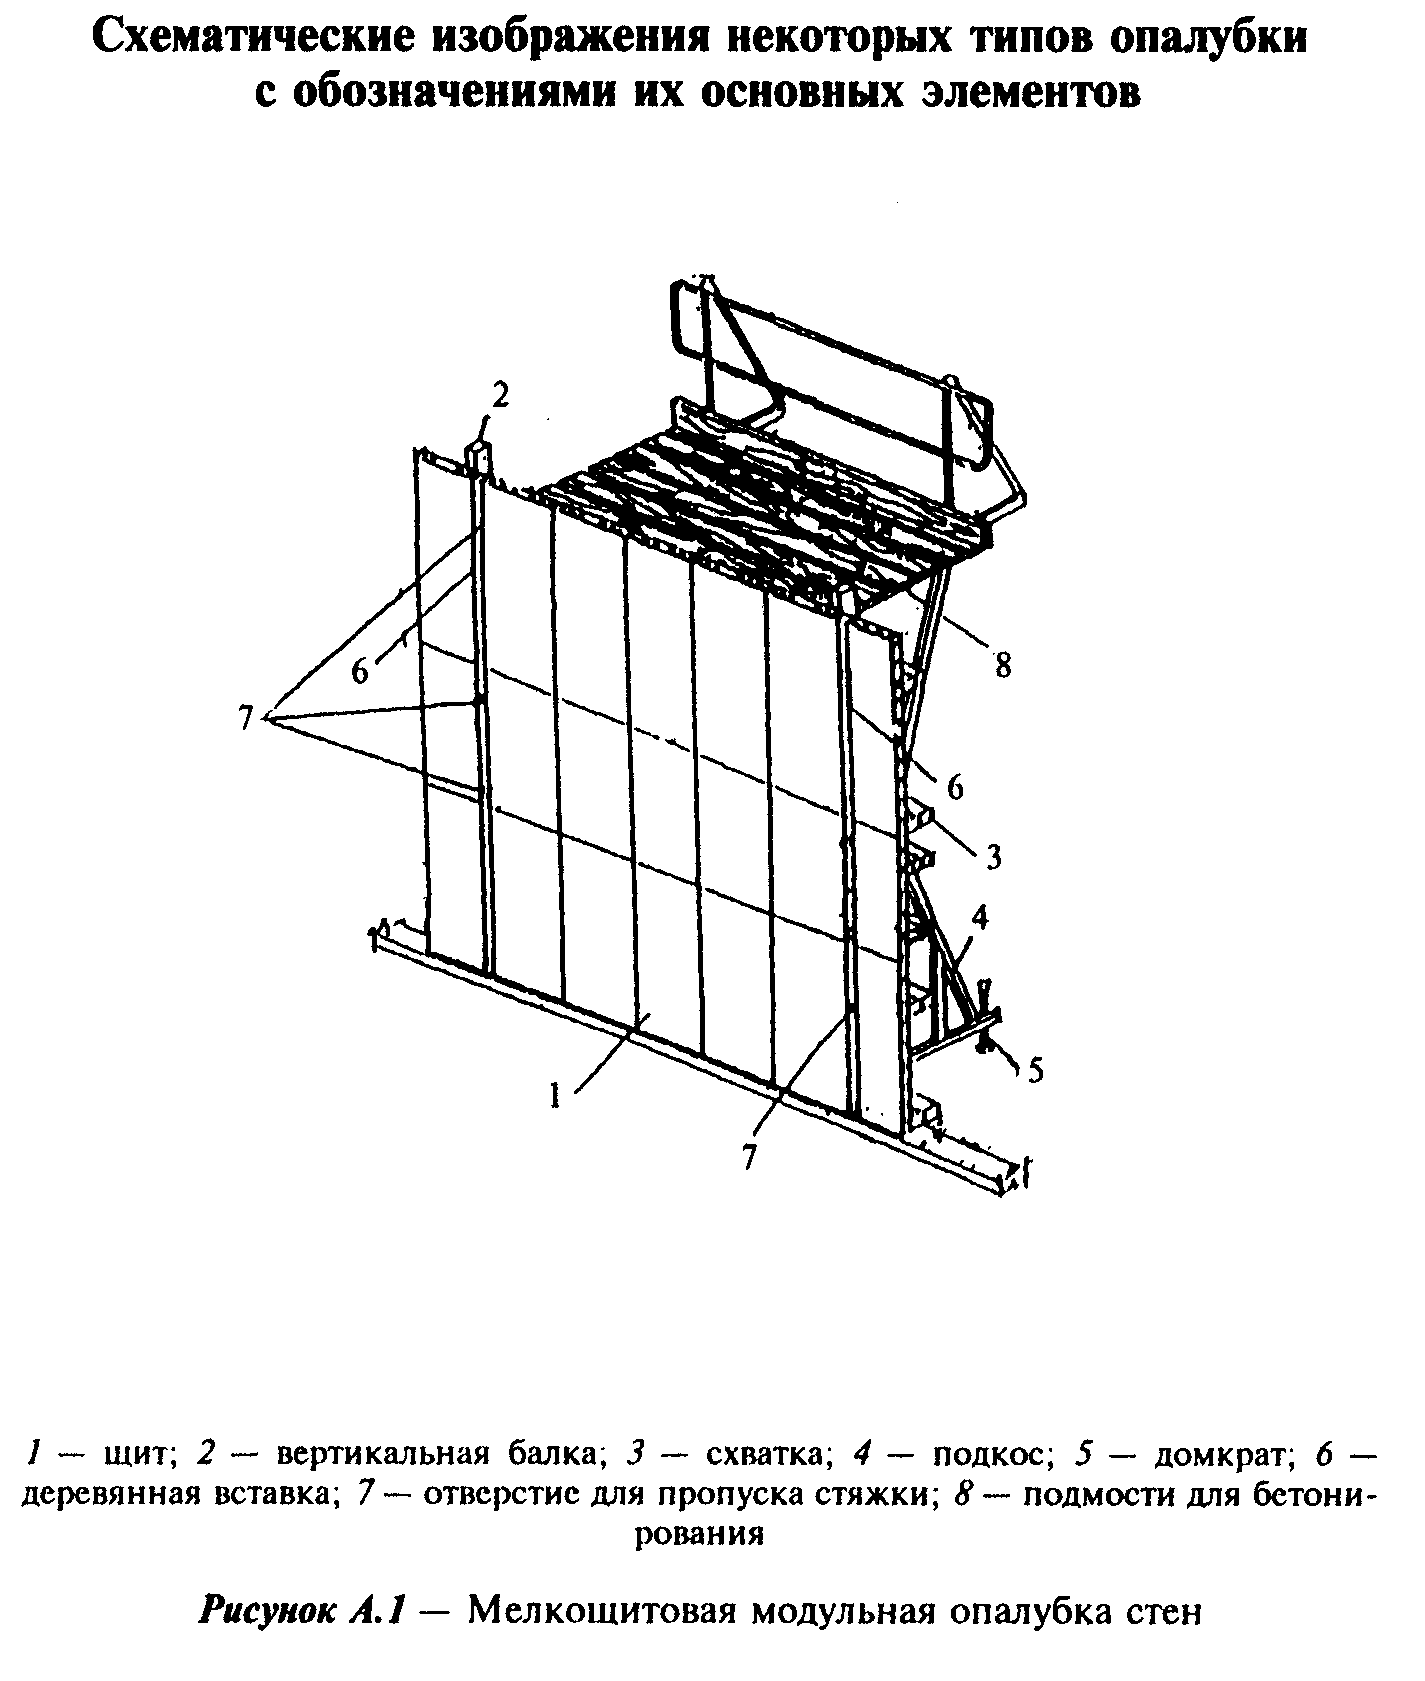 Схематические изображения некоторых типов опалубки
с обозначениями их основных элементов
2
6
7
8
6
3
4
5
1
7
1 — щит; 2 — вертикальная балка; 3 — схватка; 4 — подкос; 5 — домкрат; 6 —
деревянная вставка; 7 — отверстие для пропуска стяжки; 8 — подмости для бетони-
рования
Рисунок А.1 — Мелкощитовая модульная опалубка стен